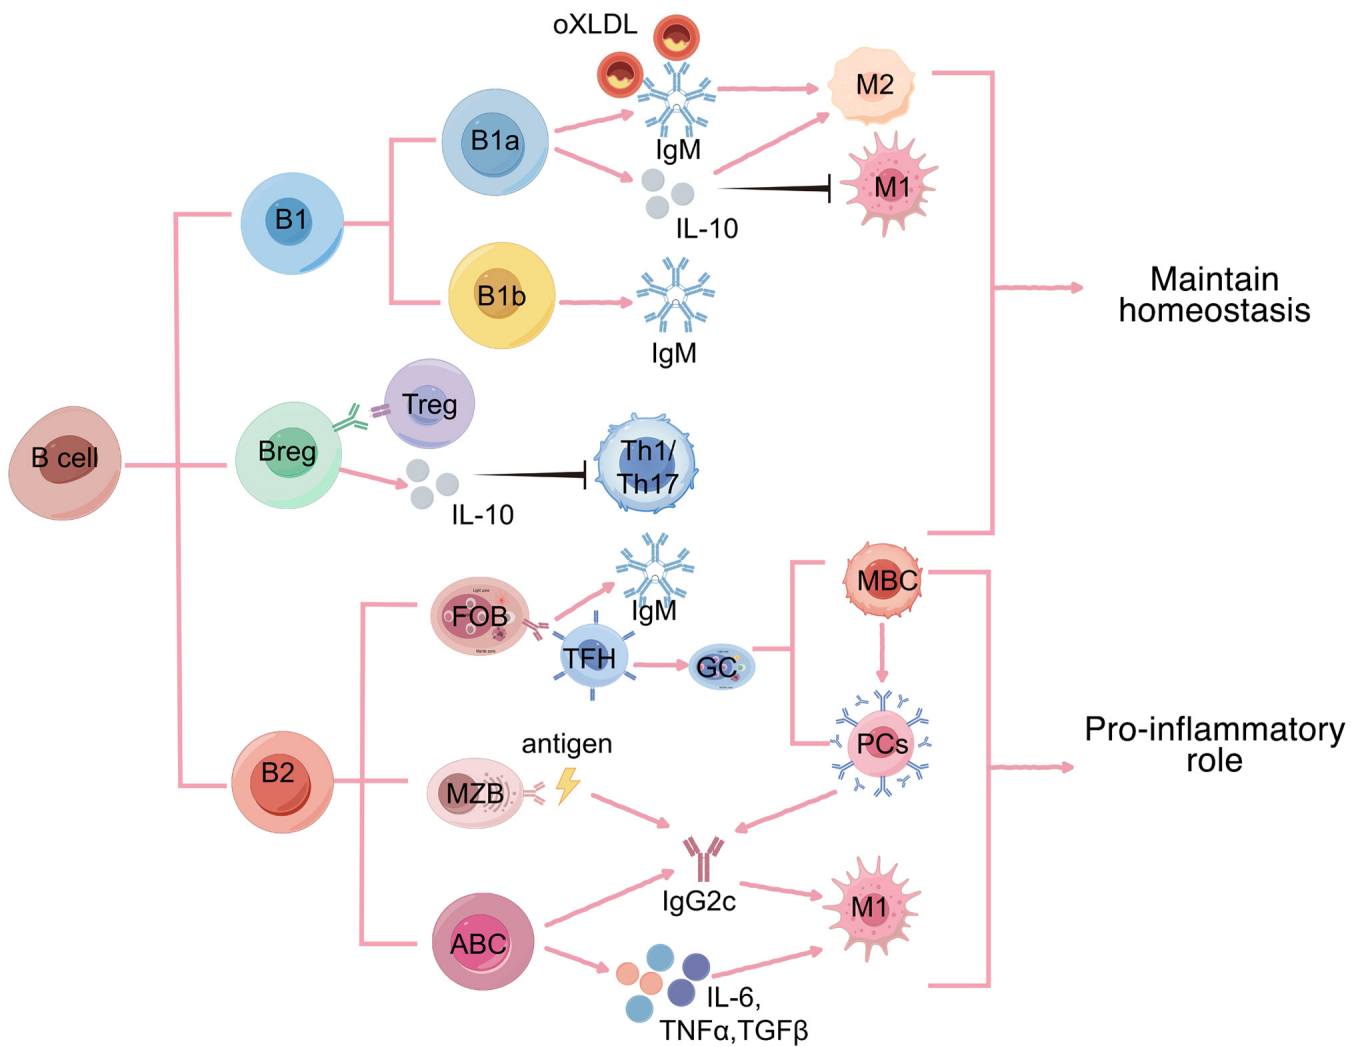 oXLDL
M2
B1a
IgM
M1
B1
IL-10
Maintain
homeostasis
B1b
IgM
Treg
B cell
Breg
Th1/
Th17
IL-10
MBC
FOB
IgM
TFH
GC
PCs
Pro-inflammatory
role
B2
antigen
MZB
IgG2c
M1
ABC
IL-6,
TNFα,TGFβ